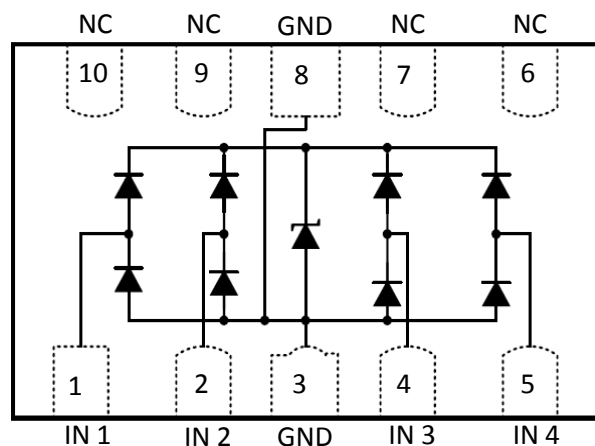 NC NC GND NC NC
10 9 8 7 6
1 2 3 4 5
IN 1 IN 2 GND IN 3 IN 4